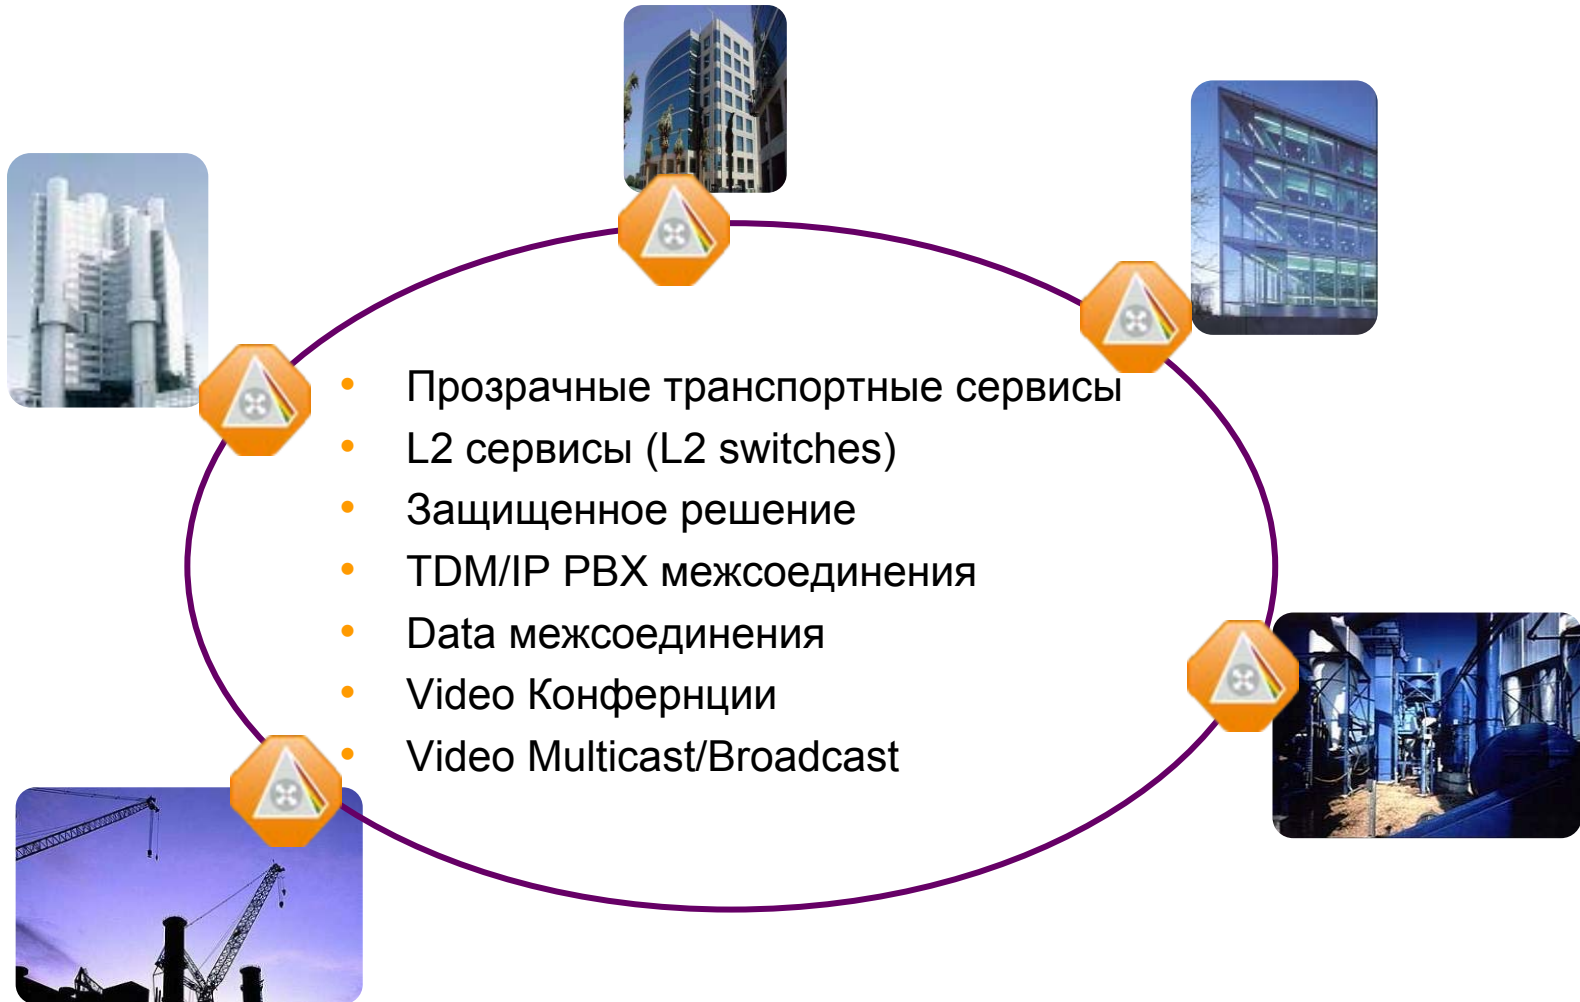 • Прозрачные транспортные сервисы
• L2 сервисы (L2 switches)
• Защищенное решение
• TDM/IP PBX межсоединения
• Data межсоединения
• Video Конфернции
• Video Multicast/Broadcast